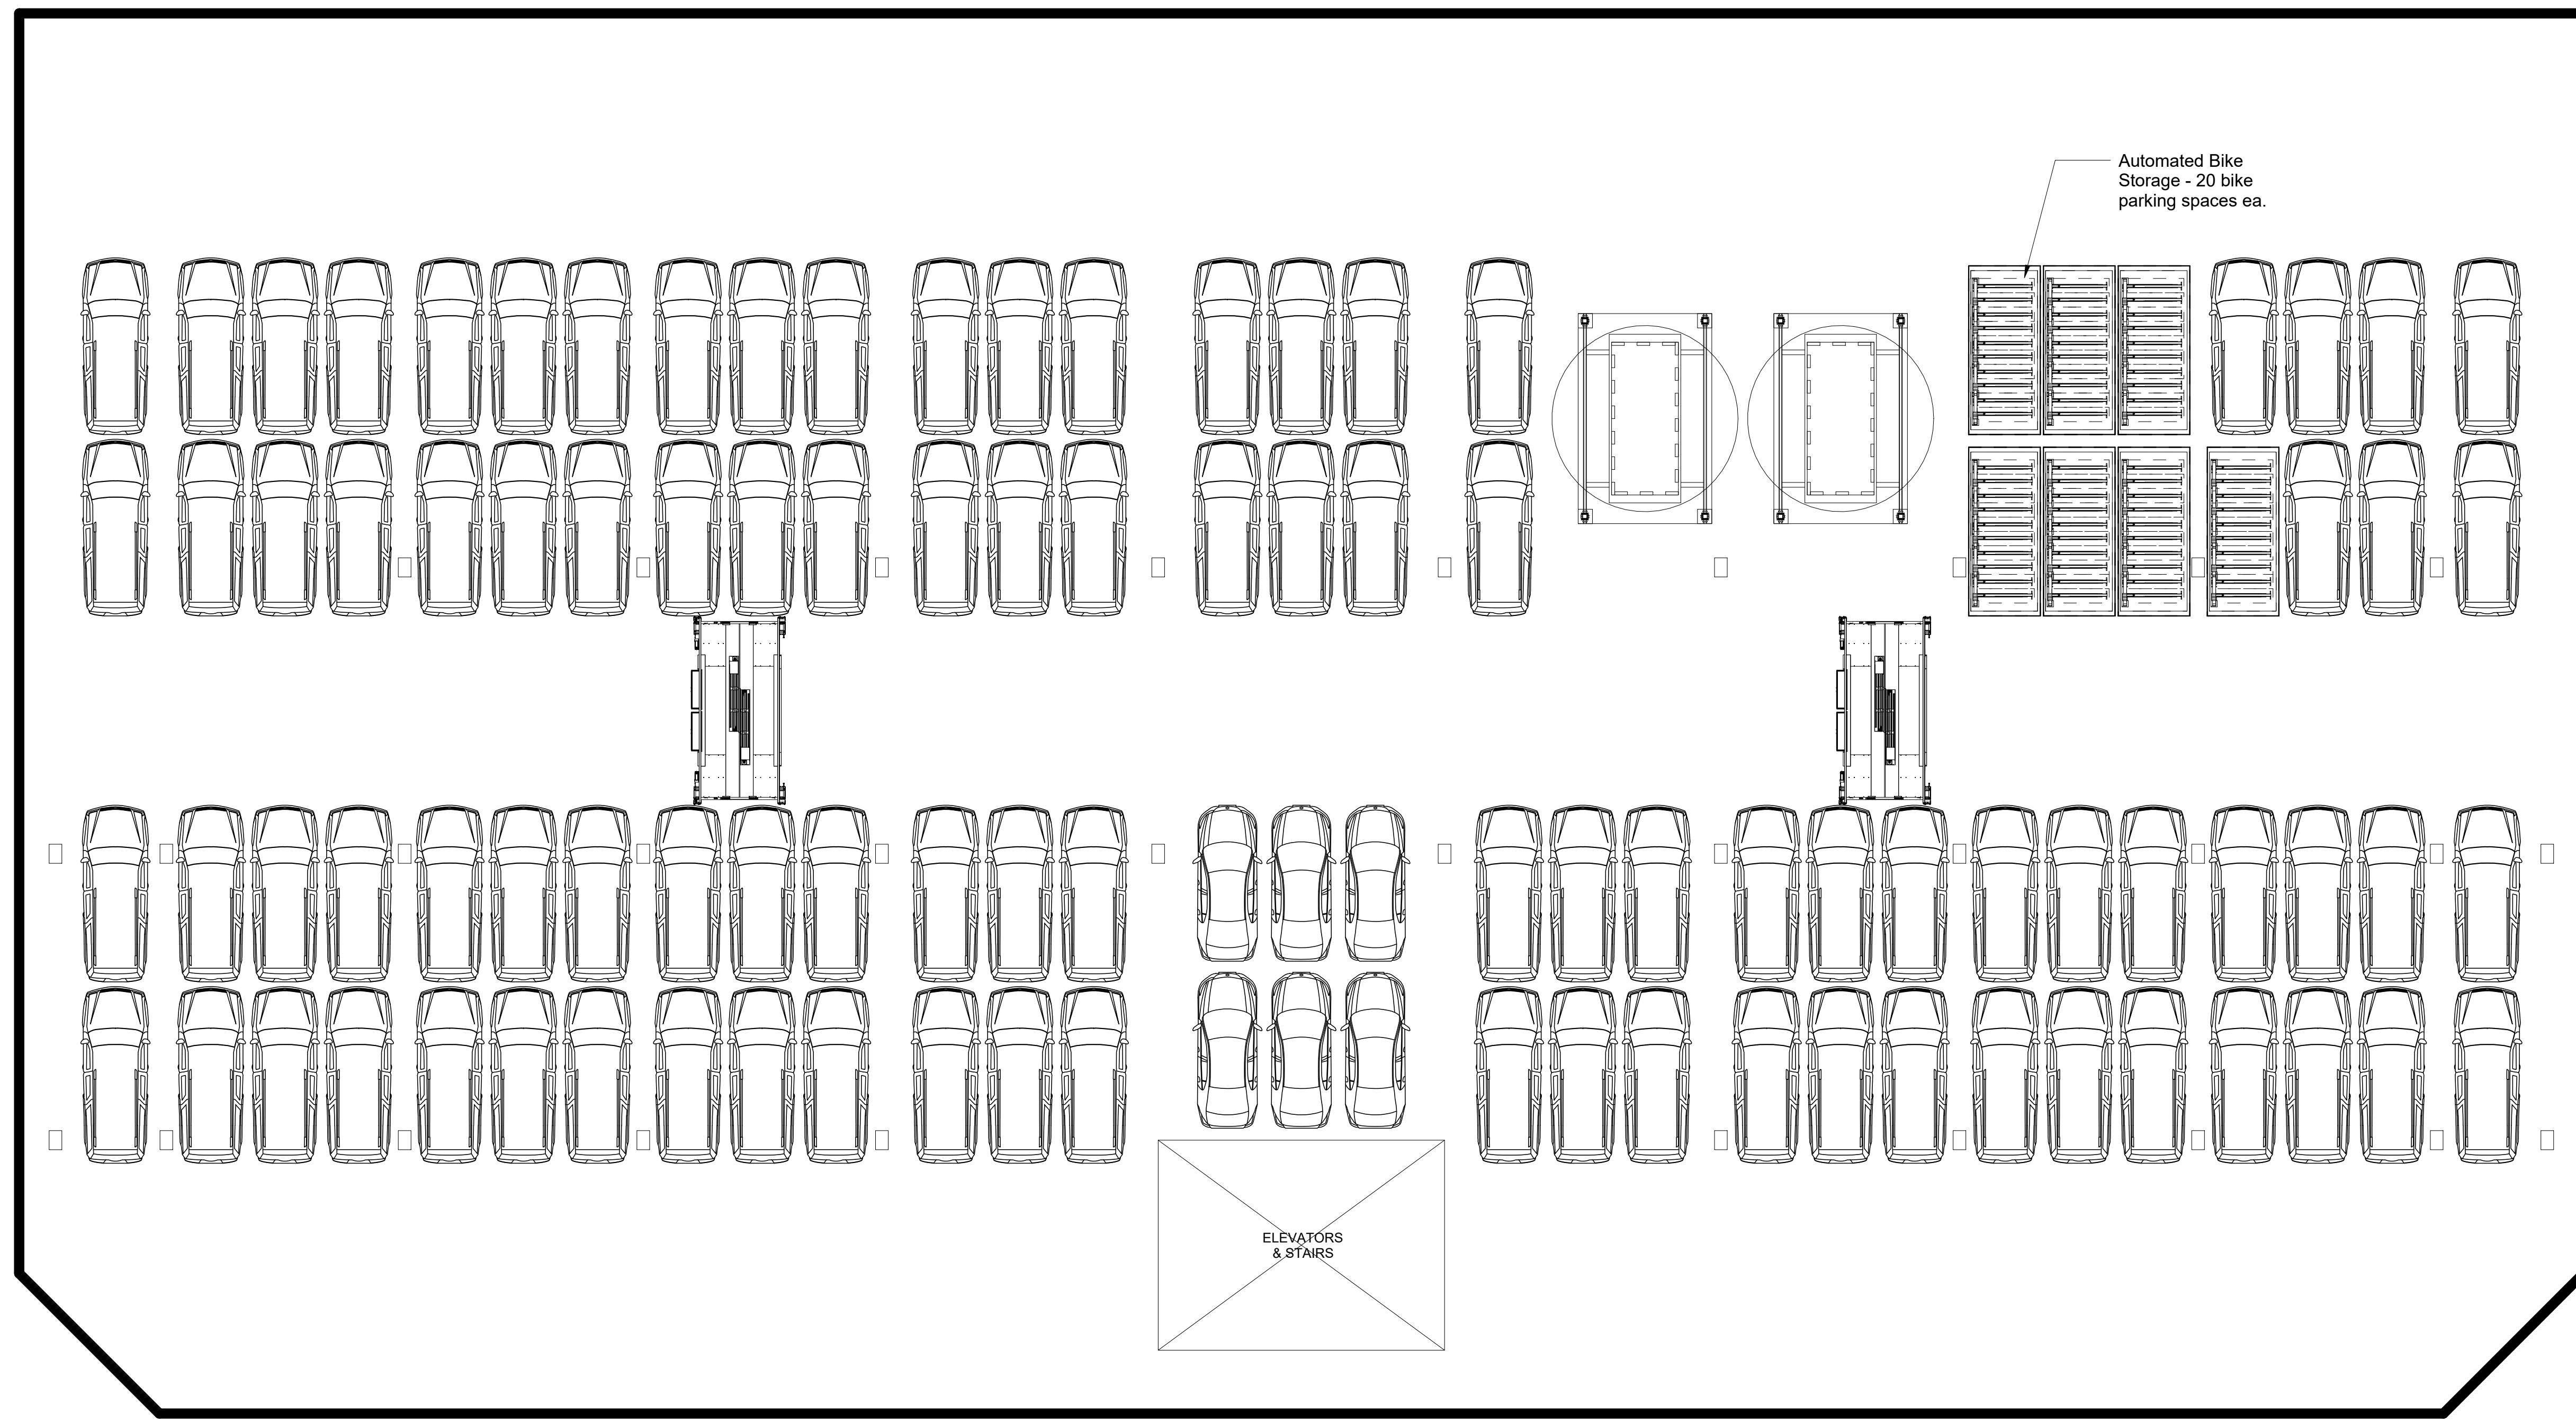 Automated Bike
Storage - 20 bike
parking spaces ea.
ELEVATORS
& STAIRS